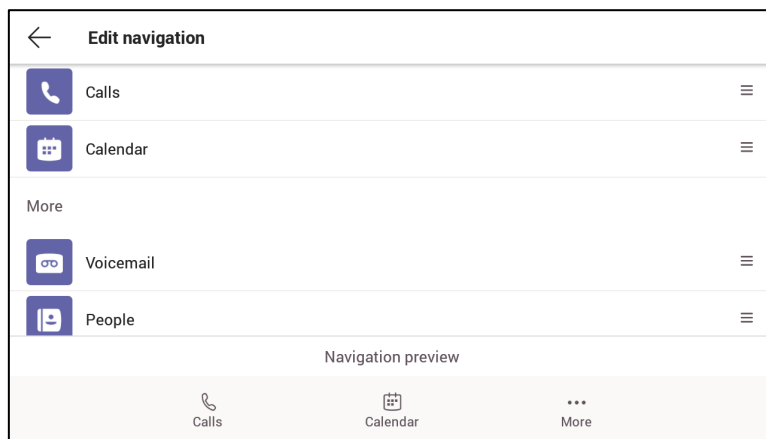 Edit navigation
Calls
Calendar
More
Voicemail
People
Navigation preview
Calls Calendar More